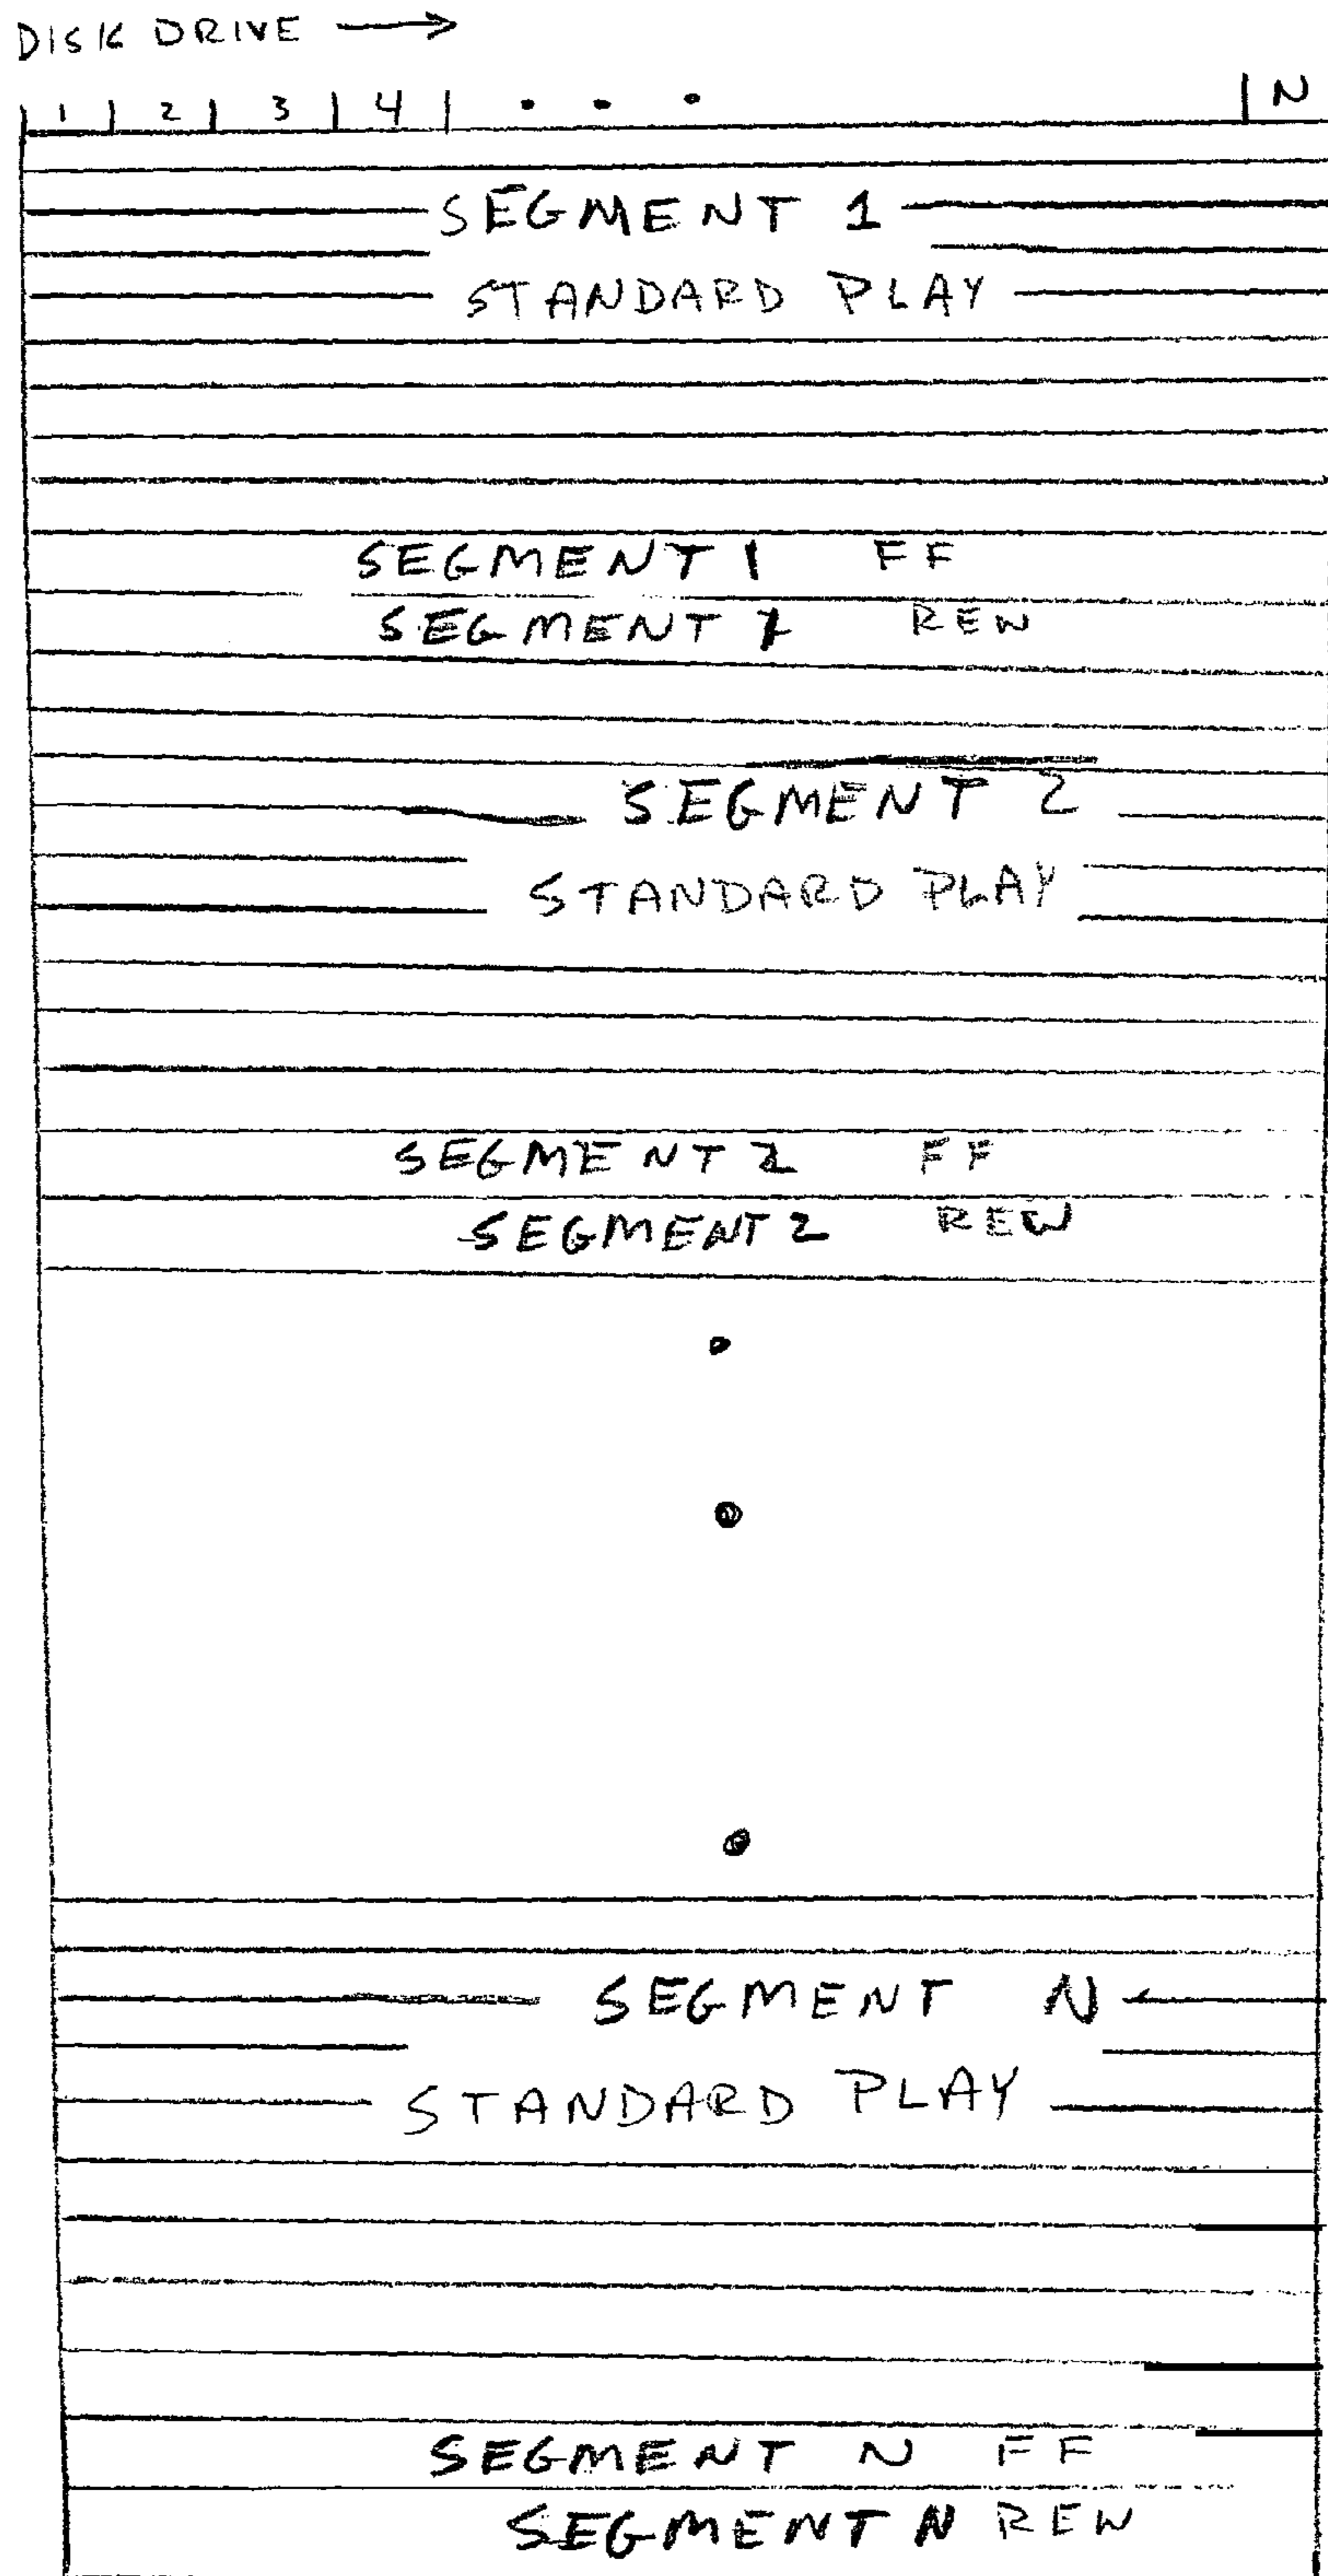 DISK DRIVE →
1 | 2 | 3 | 4 | • • • | N
SEGMENT 1
STANDARD PLAY
SEGMENT 1 FF
SEGMENT 1 REW
SEGMENT 2
STANDARD PLAY
SEGMENT 2 FF
SEGMENT 2 REW
SEGMENT N
STANDARD PLAY
SEGMENT N FF
SEGMENT N REW